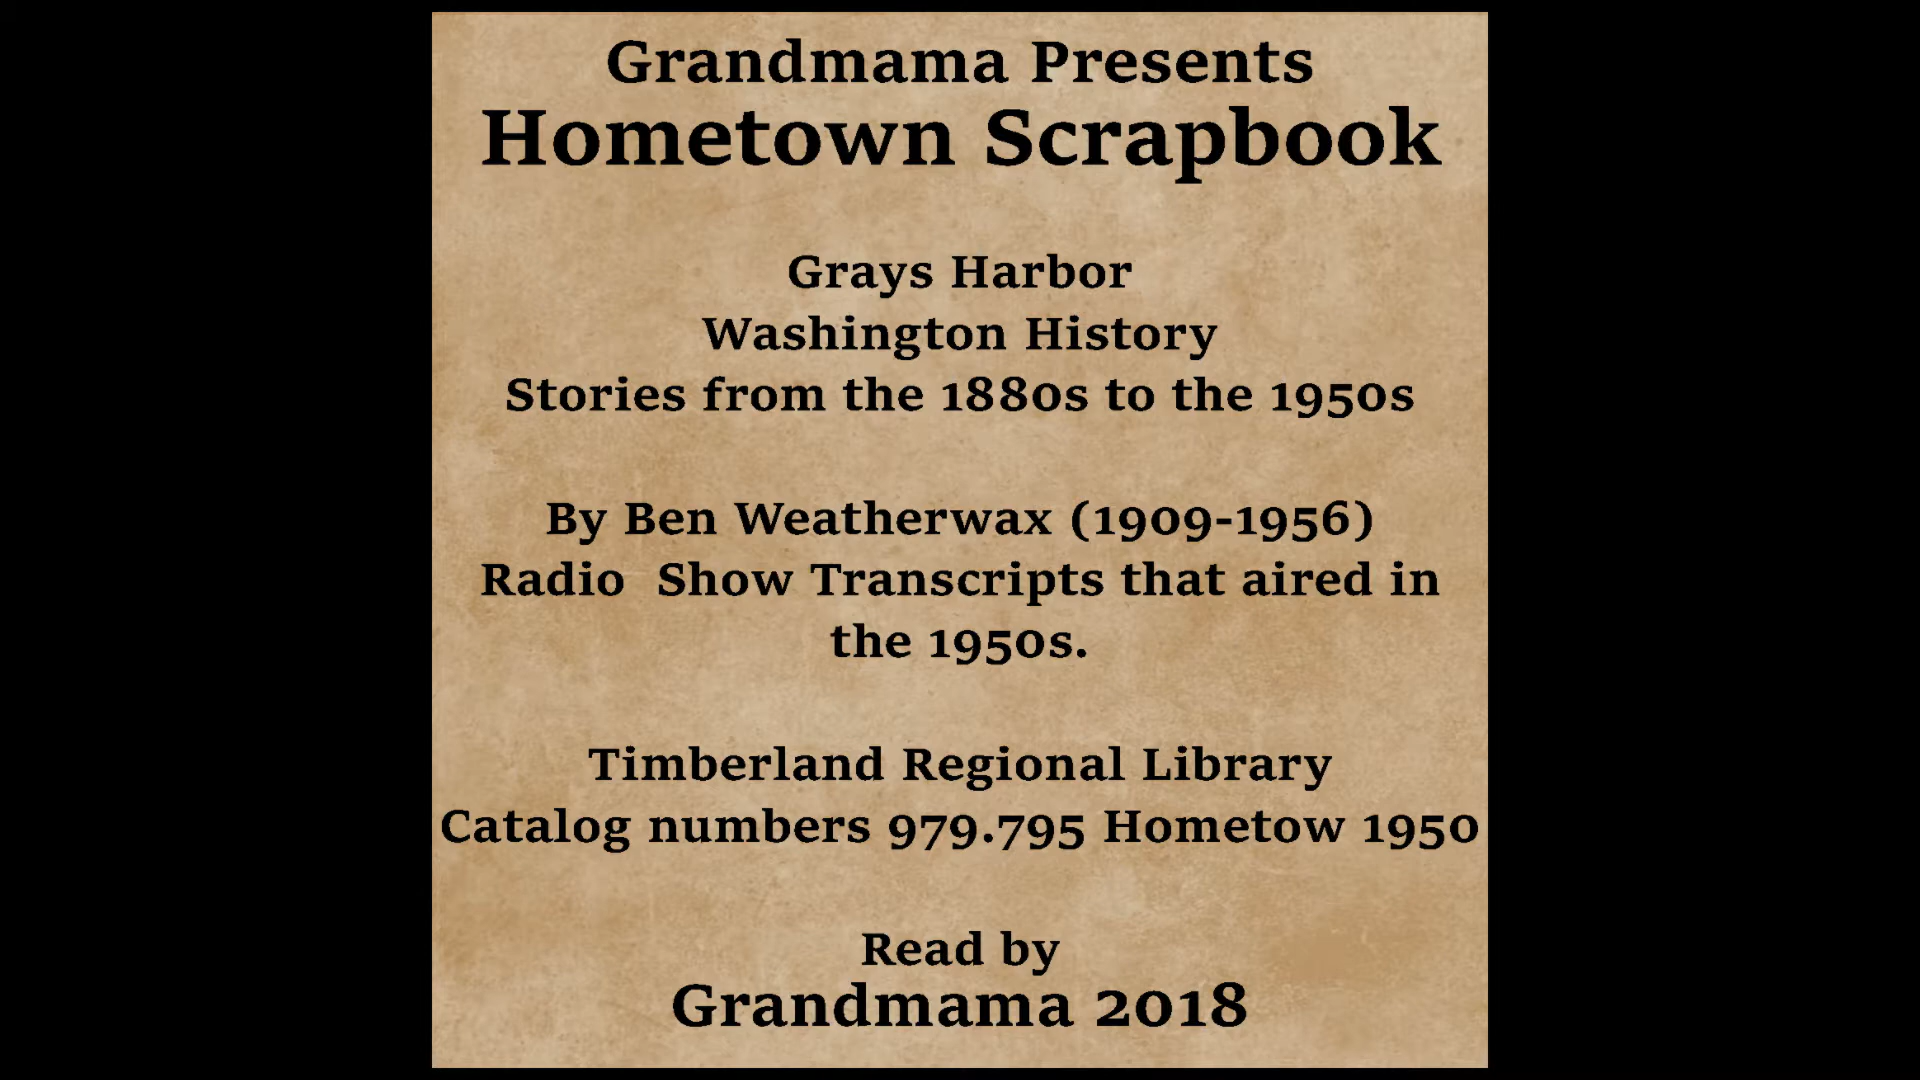 Grandmama Presents
Hometown Scrapbook
Grays Harbor
Washington History
Stories from the 1880s to the 1950s
By Ben Weatherwax (1909-1956)
Radio  Show Transcripts that aired in
the 1950s.
Timberland Regional Library
Catalog numbers 979.795 Hometow 1950
Read by
Grandmama 2018